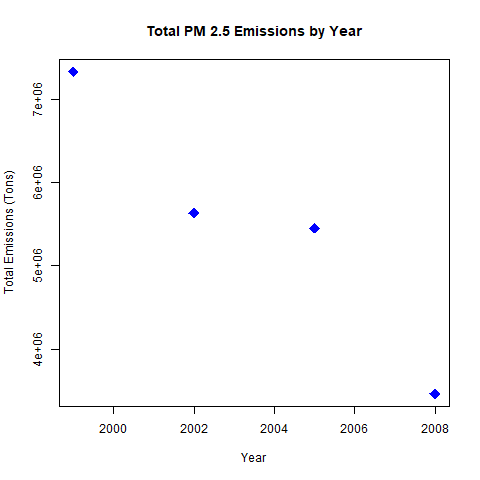 Total PM 2.5 Emissions by Year
Total Emissions (Tons)
7e+06
6e+06
5e+06
4e+06
2000 2002 2004 2006 2008
Year